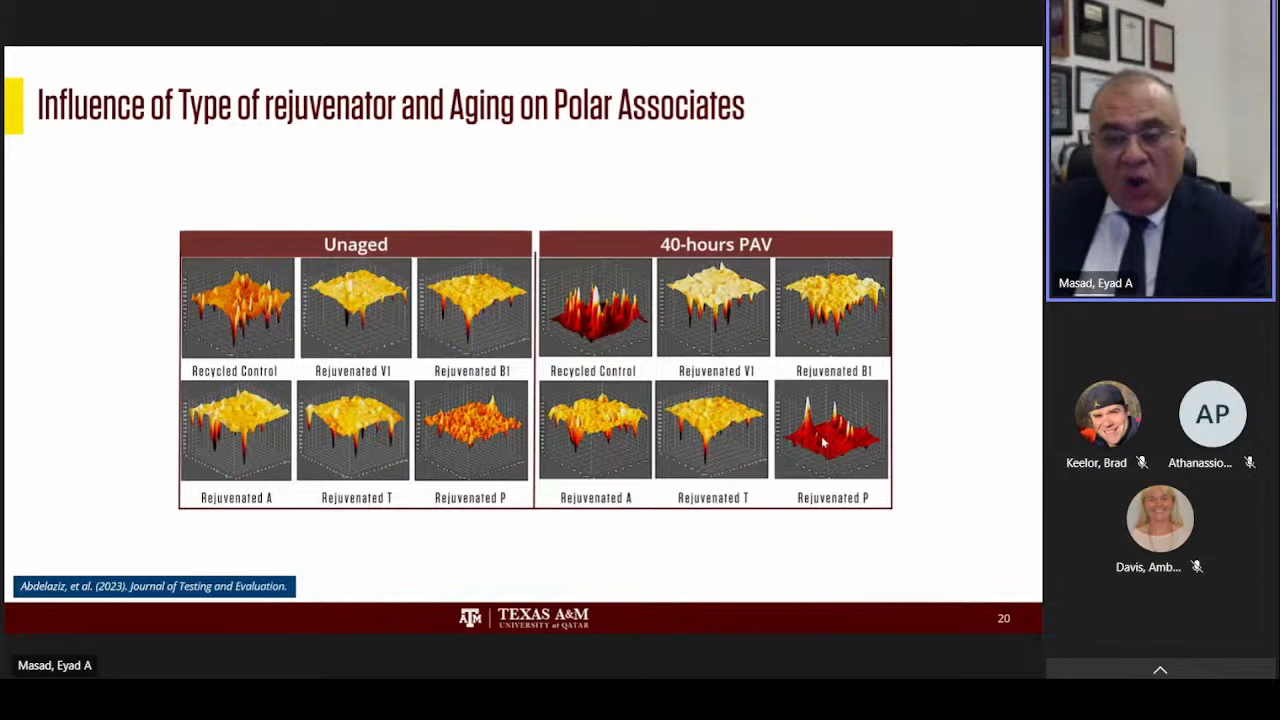 Influence of Type of rejuvenator and Aging on Polar Associates
Unaged
40-hours PAV
Recycled Control
Rejuvenated V1
Rejuvenated B1
Recycled Control
Rejuvenated V1
Rejuvenated B1
Rejuvenated A
Rejuvenated T
Rejuvenated P
Rejuvenated A
Rejuvenated T
Rejuvenated P
Abdelaziz, et al. (2023). Journal of Testing and Evaluation.
ATM
TEXAS A&M
UNIVERSITY at QATAR
20
Masad, Eyad A
Masad, Eyad A
AP
Keelor, Brad
Athanassio...
Davis, Amb...